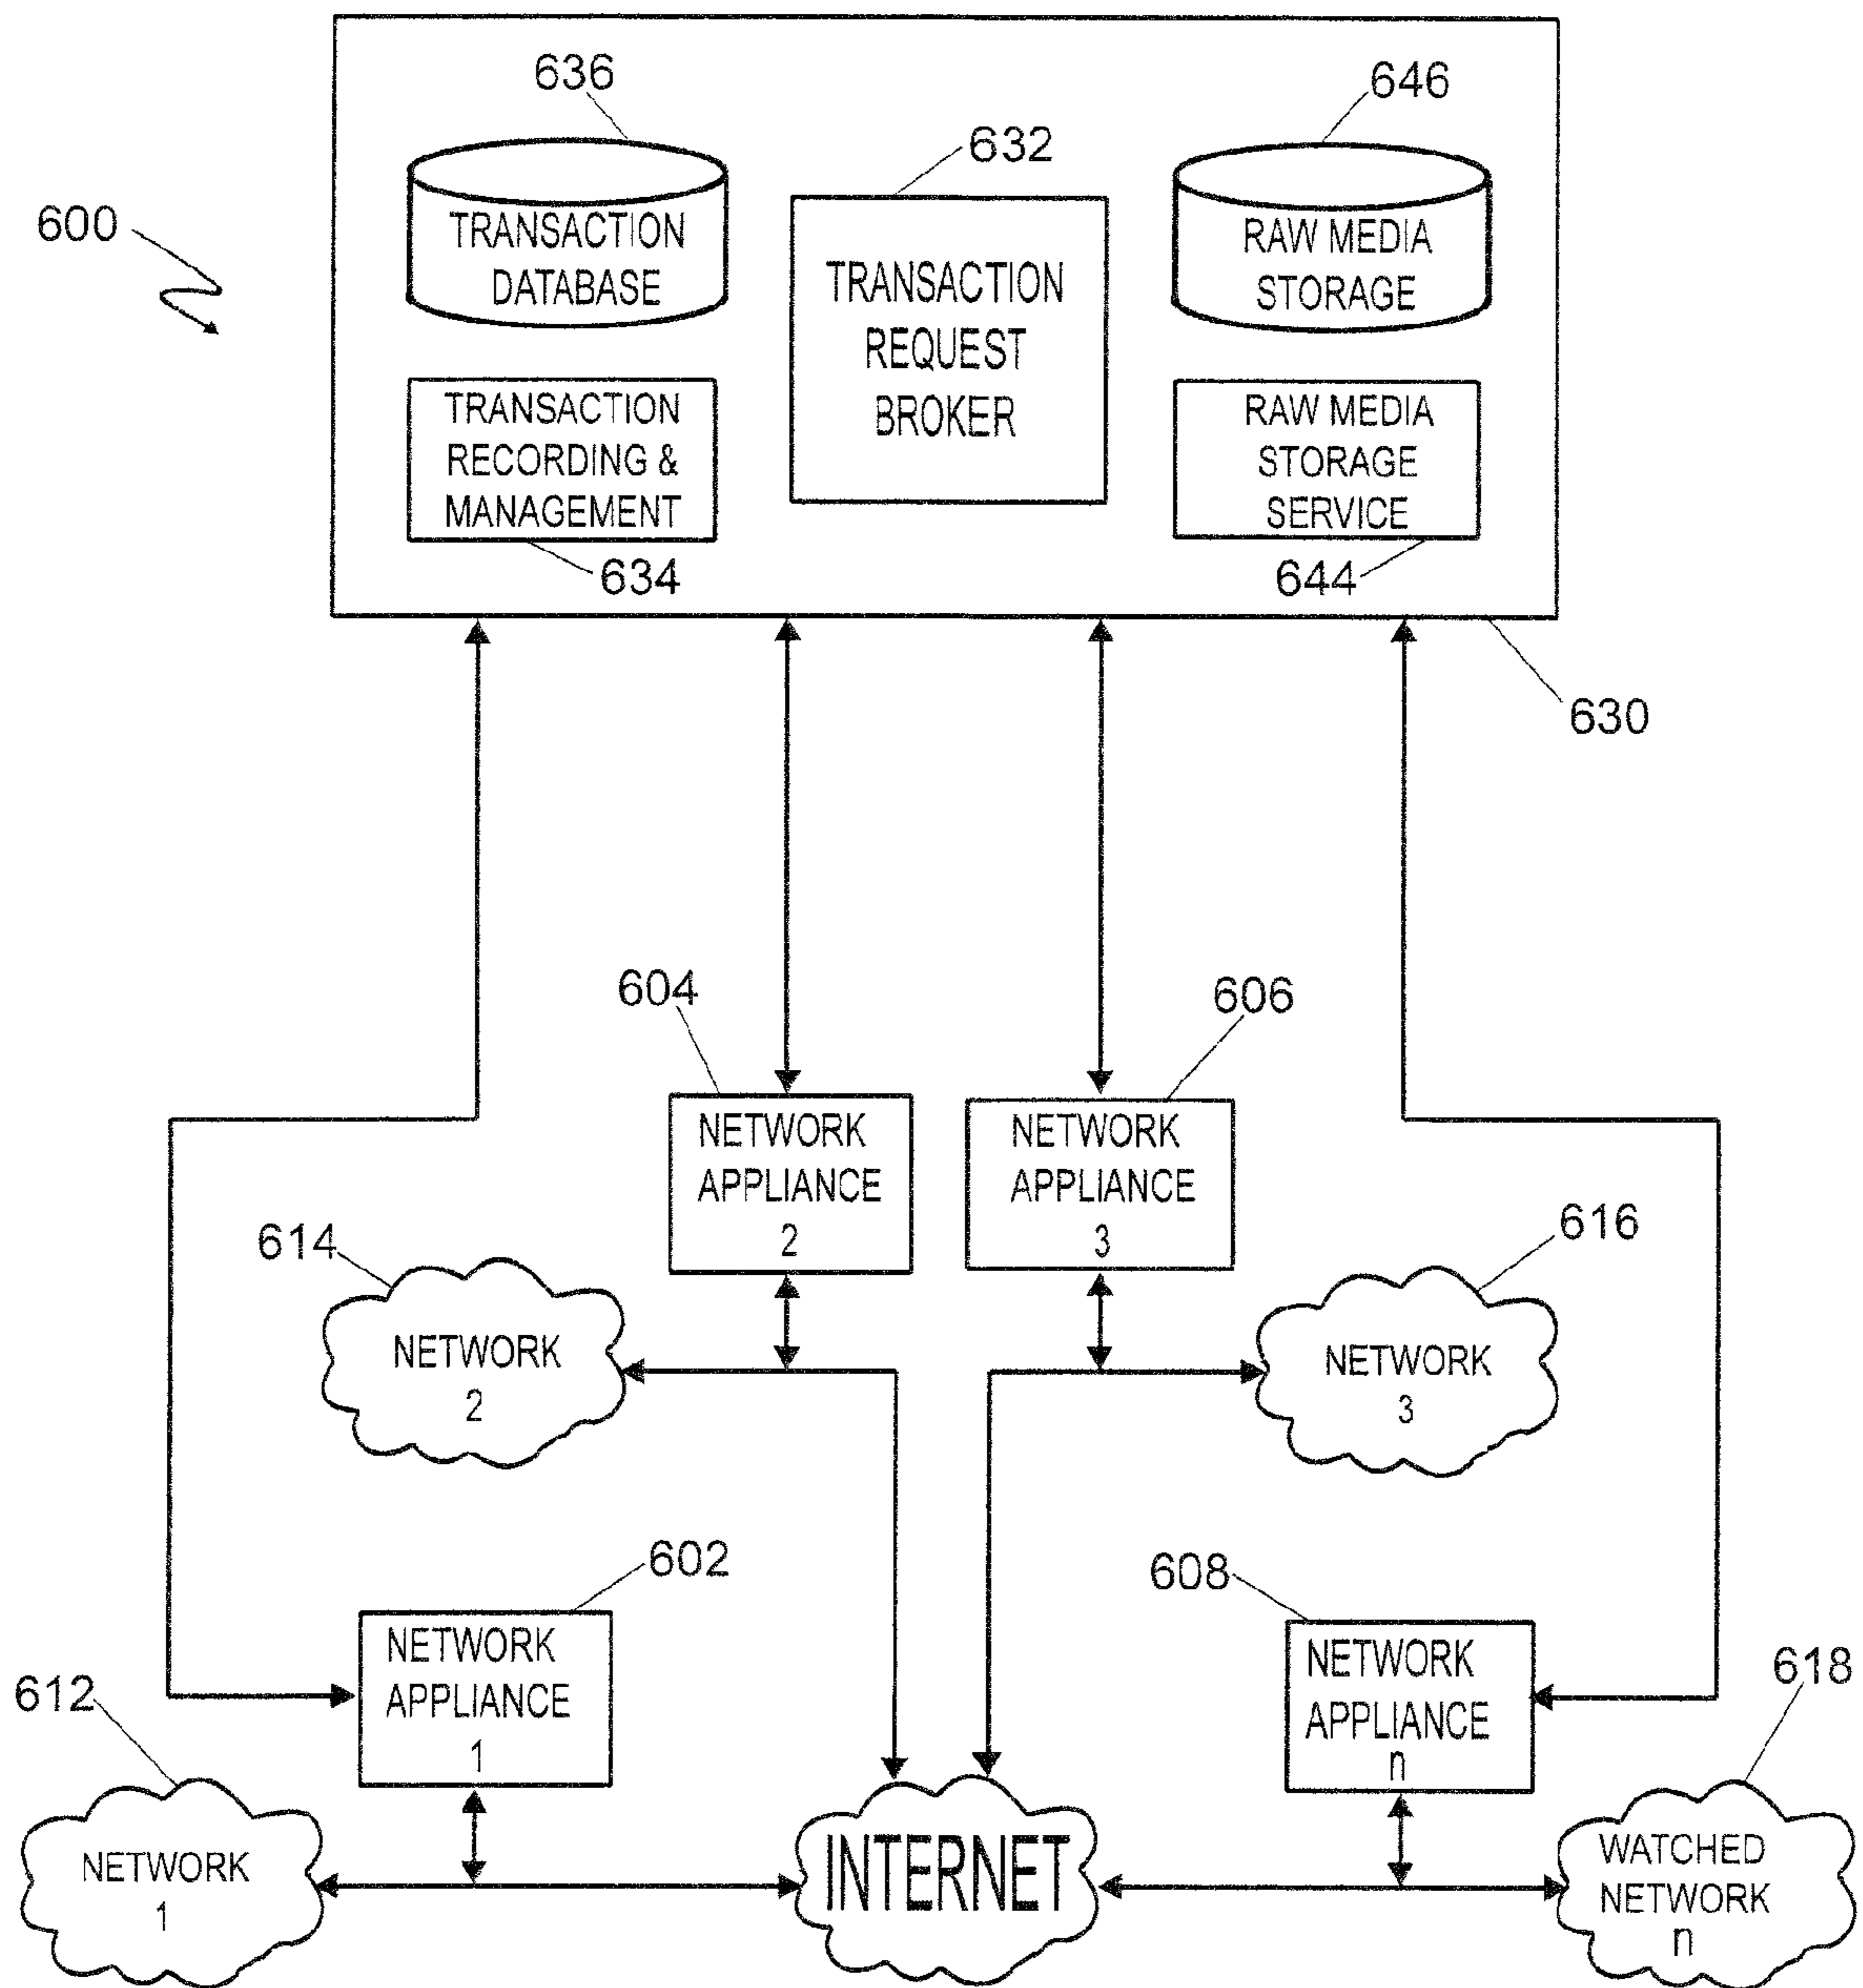 636
646
632
600
TRANSACTION
DATABASE
TRANSACTION
REQUEST
BROKER
RAW MEDIA
STORAGE
TRANSACTION
RECORDING &
MANAGEMENT
RAW MEDIA
STORAGE
SERVICE
634
644
630
604
606
NETWORK
APPLIANCE
2
NETWORK
APPLIANCE
3
614
616
NETWORK
2
NETWORK
3
602
608
NETWORK
APPLIANCE
1
NETWORK
APPLIANCE
n
612
618
NETWORK
1
INTERNET
WATCHED
NETWORK
n